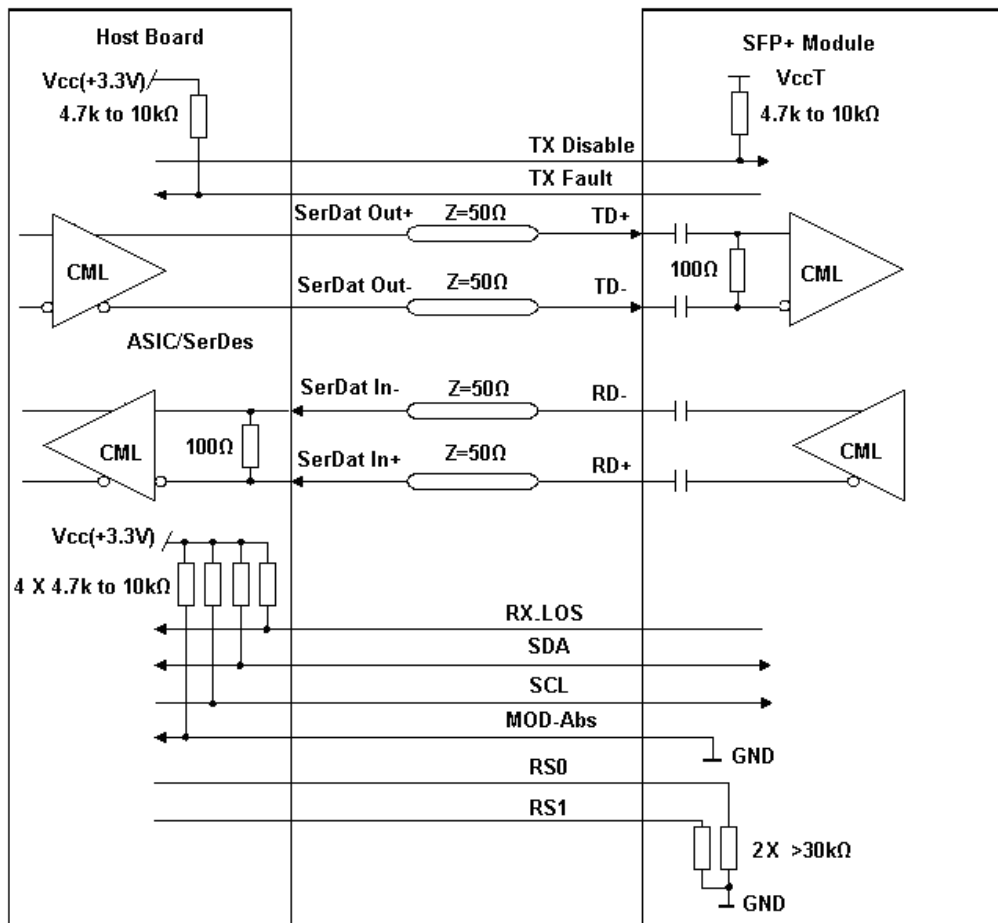 Host Board
SFP+ Module
Vcc(+3.3V)
VccT
4.7k to 10kΩ
4.7k to 10kΩ
TX Disable
TX Fault
SerDat Out+
Z=50Ω
TD+
CML
100Ω
CML
SerDat Out-
Z=50Ω
TD-
ASIC/SerDes
SerDat In-
Z=50Ω
RD-
CML
100Ω
CML
SerDat In+
Z=50Ω
RD+
Vcc(+3.3V)
4 X 4.7k to 10kΩ
RX_LOS
SDA
SCL
MOD-Abs
GND
RS0
RS1
2X >30kΩ
GND